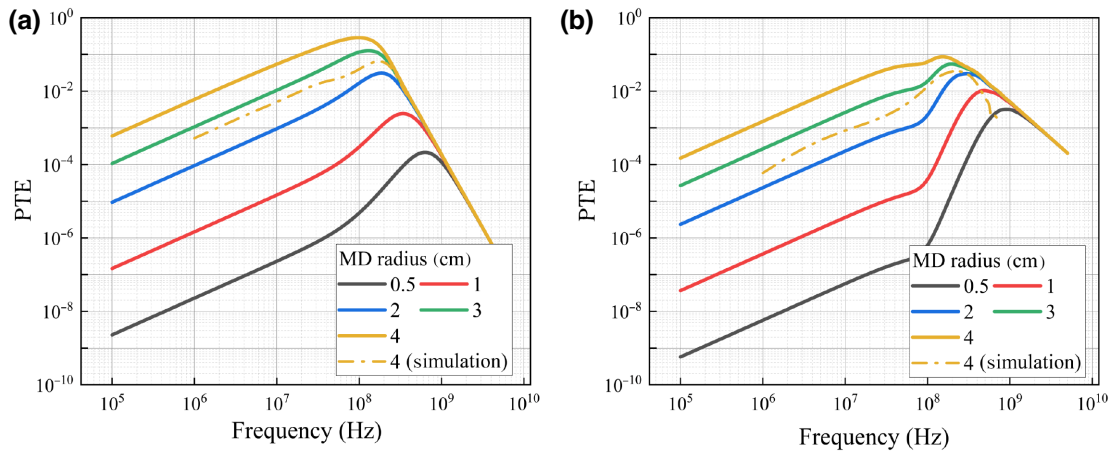 (a)
10^0
10^-2
10^-4
10^-6
10^-8
10^-10
PTE
MD radius (cm)
0.5 1
2 3
4
4 (simulation)
10^5 10^6 10^7 10^8 10^9 10^10
Frequency (Hz)
(b)
10^0
10^-2
10^-4
10^-6
10^-8
10^-10
PTE
MD radius (cm)
0.5 1
2 3
4
4 (simulation)
10^5 10^6 10^7 10^8 10^9 10^10
Frequency (Hz)